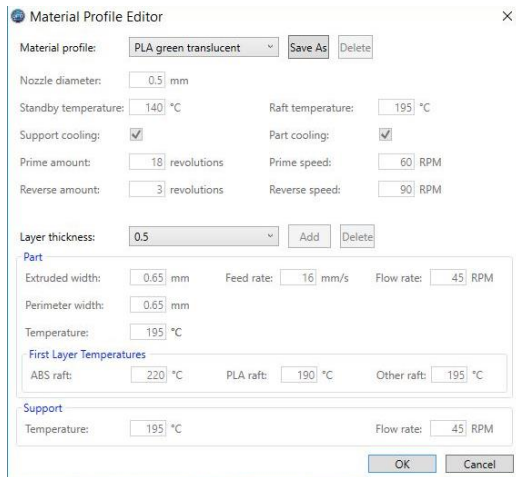 Material Profile Editor
Material profile: PLA green translucent Save As Delete
Nozzle diameter: 0.5 mm
Standby temperature: 140 °C Raft temperature: 195 °C
Support cooling: Part cooling:
Prime amount: 18 revolutions Prime speed: 60 RPM
Reverse amount: 3 revolutions Reverse speed: 90 RPM
Layer thickness: 0.5 Add Delete
Part
Extruded width: 0.65 mm Feed rate: 16 mm/s Flow rate: 45 RPM
Perimeter width: 0.65 mm
Temperature: 195 °C
First Layer Temperatures
ABS raft: 220 °C PLA raft: 190 °C Other raft: 195 °C
Support
Temperature: 195 °C Flow rate: 45 RPM
OK Cancel